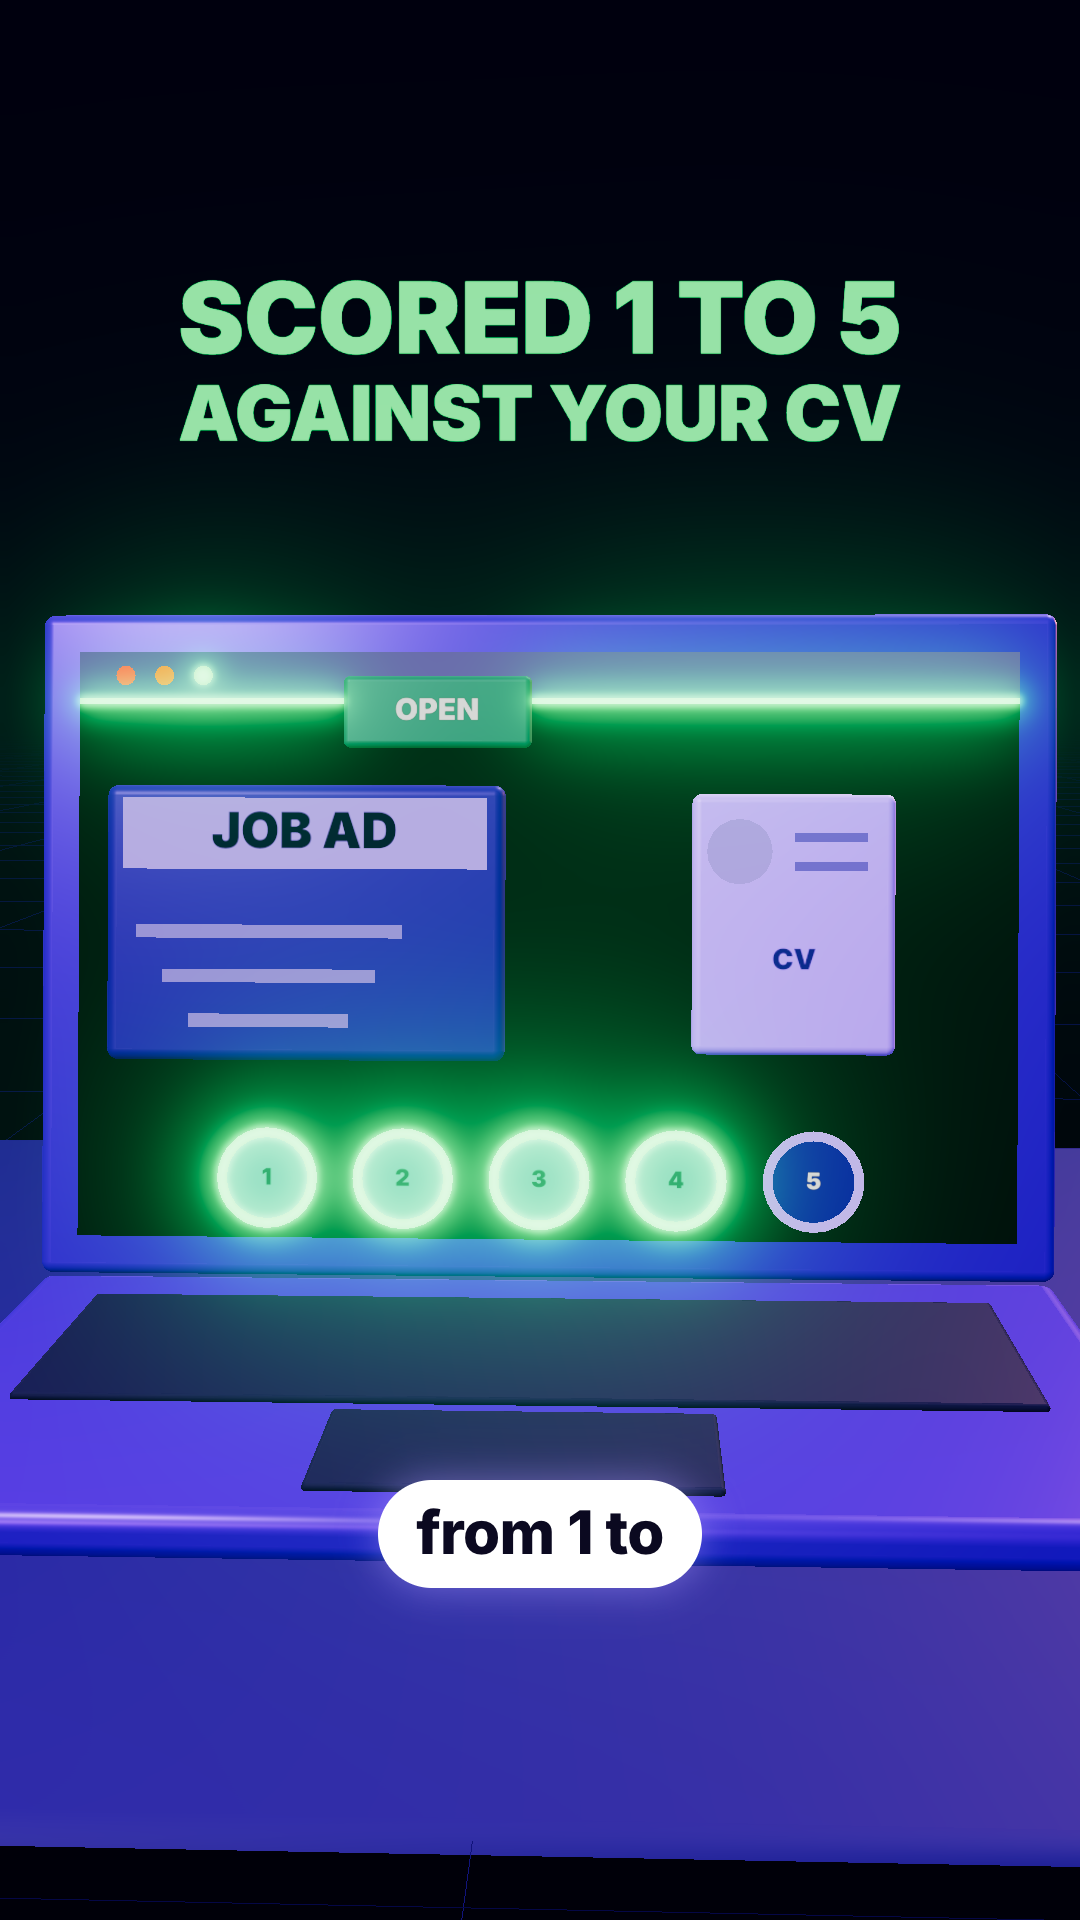 SCORED 1 TO 5
AGAINST YOUR CV
OPEN
JOB AD
CV
1 2 3 4 5
from 1 to